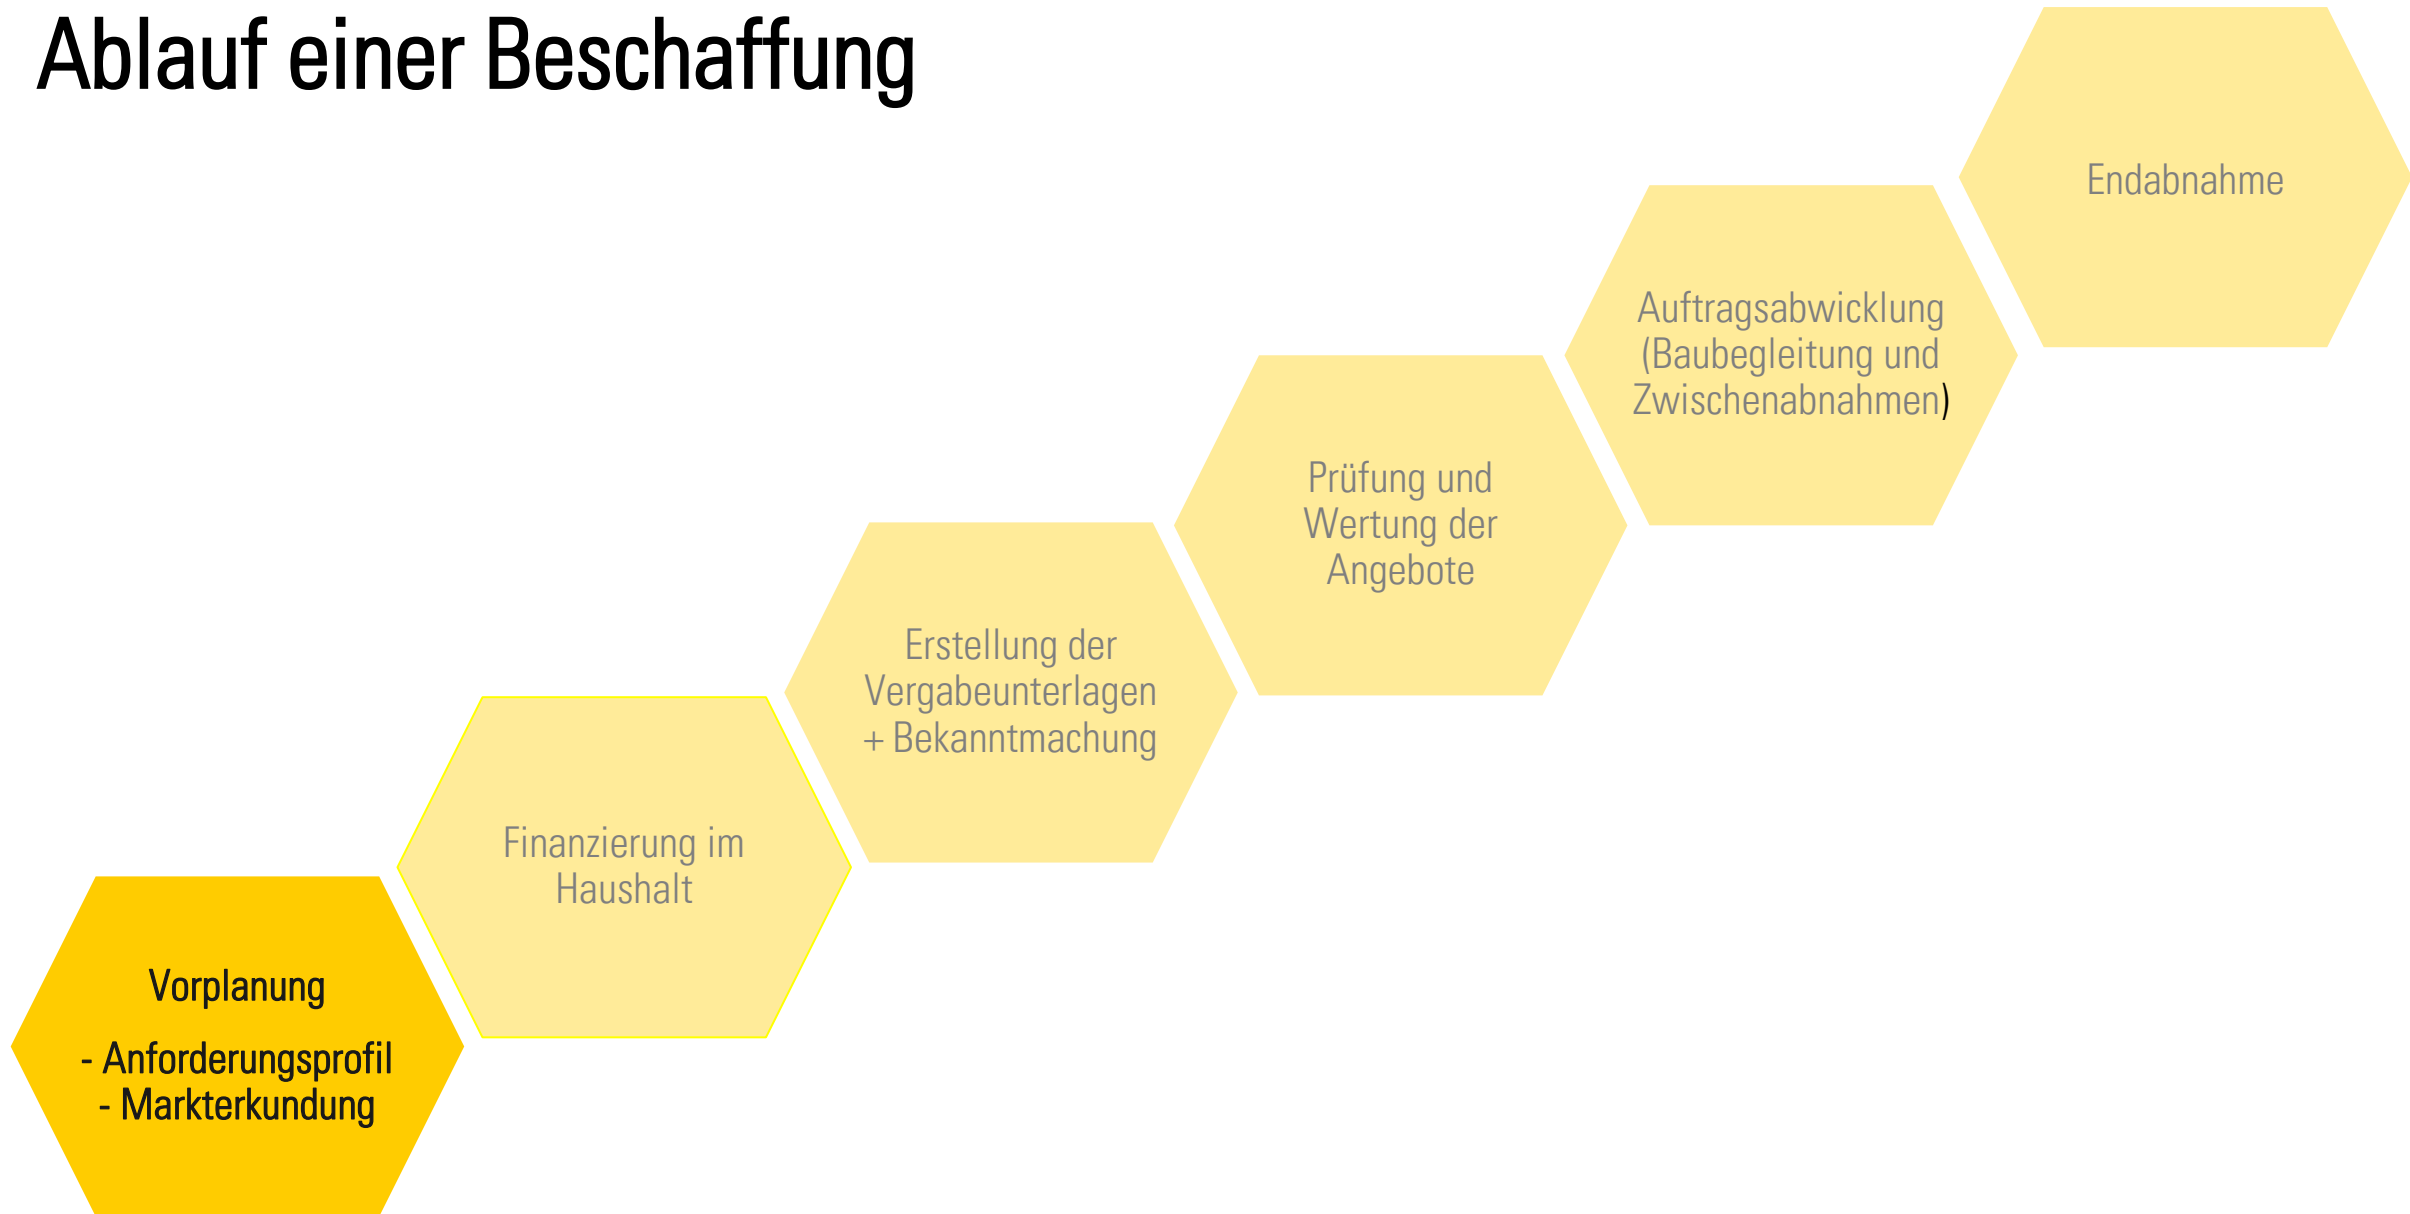 Ablauf einer Beschaffung
Vorplanung
- Anforderungsprofil
- Markterkundung
Finanzierung im
Haushalt
Erstellung der
Vergabeunterlagen
+ Bekanntmachung
Prüfung und
Wertung der
Angebote
Auftragsabwicklung
(Baubegleitung und
Zwischenabnahmen)
Endabnahme